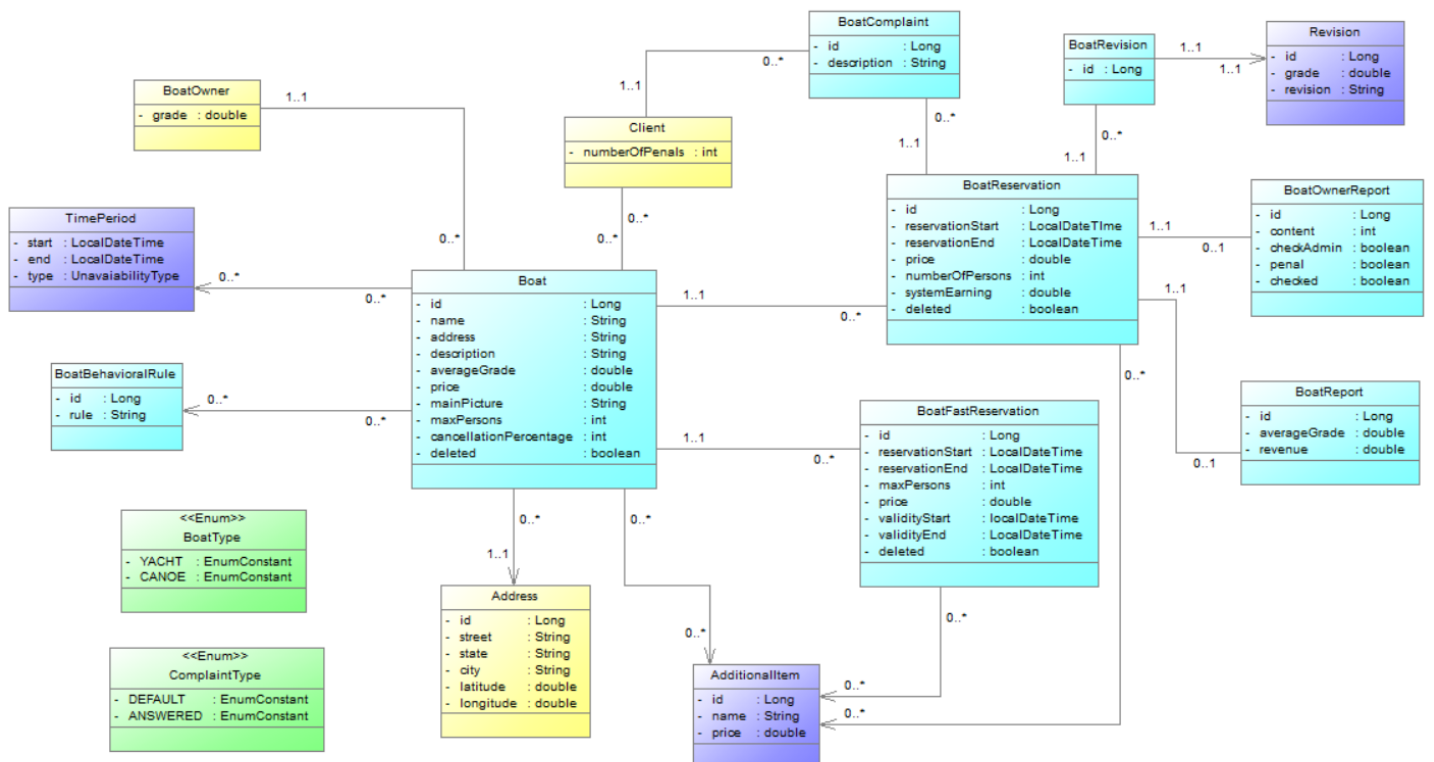 BoatComplaint
- id : Long
- description : String
BoatRevision
- id : Long
Revision
- id : Long
- grade : double
- revision : String
1..1
1..1
0..*
BoatOwner
- grade : double
1..1
1..1
Client
- numberOfPenals : int
0..*
1..1
0..*
1..1
BoatReservation
- id : Long
- reservationStart : LocalDateTIme
- reservationEnd : LocalDateTime
- price : double
- numberOfPersons : int
- systemEarning : double
- deleted : boolean
BoatOwnerReport
- id : Long
- content : int
- checkAdmin : boolean
- penal : boolean
- checked : boolean
1..1
0..1
TimePeriod
- start : LocalDateTime
- end : LocalDateTime
- type : UnavaiabilityType
0..*
0..*
0..*
0..*
0..*
Boat
- id : Long
- name : String
- address : String
- description : String
- averageGrade : double
- price : double
- mainPicture : String
- maxPersons : int
- cancellationPercentage : int
- deleted : boolean
1..1
0..*
1..1
0..*
BoatBehavioralRule
- id : Long
- rule : String
0..*
0..*
BoatReport
- id : Long
- averageGrade : double
- revenue : double
0..1
BoatFastReservation
- id : Long
- reservationStart : LocalDateTime
- reservationEnd : LocalDateTime
- maxPersons : int
- price : double
- validityStart : localDateTime
- validityEnd : LocalDateTime
- deleted : boolean
1..1
0..*
<<Enum>>
BoatType
- YACHT : EnumConstant
- CANOE : EnumConstant
0..*
0..*
1..1
Address
- id : Long
- street : String
- state : String
- city : String
- latitude : double
- longitude : double
0..*
0..*
<<Enum>>
ComplaintType
- DEFAULT : EnumConstant
- ANSWERED : EnumConstant
AdditionalItem
- id : Long
- name : String
- price : double
0..*
0..*